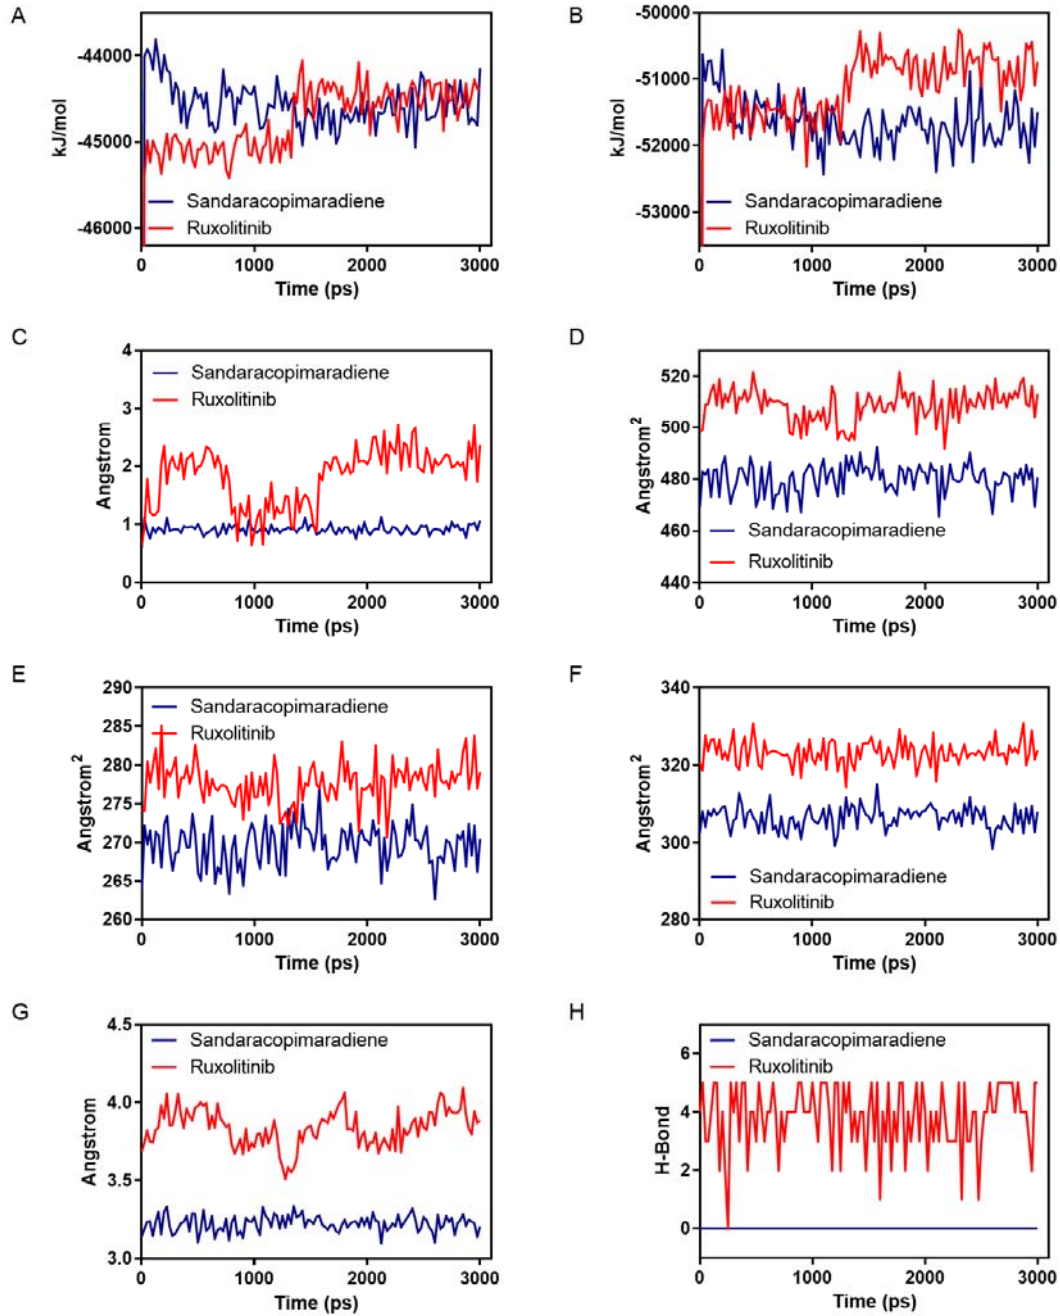 A
kJ/mol
-44000
-45000
-46000
Sandaracopimaradiene
Ruxolitinib
0 1000 2000 3000
Time (ps)
B
kJ/mol
-50000
-51000
-52000
-53000
Sandaracopimaradiene
Ruxolitinib
0 1000 2000 3000
Time (ps)
C
Angstrom
4
3
2
1
0
Sandaracopimaradiene
Ruxolitinib
0 1000 2000 3000
Time (ps)
D
Angstrom²
520
500
480
460
440
Sandaracopimaradiene
Ruxolitinib
0 1000 2000 3000
Time (ps)
E
Angstrom²
290
285
280
275
270
265
260
Sandaracopimaradiene
Ruxolitinib
0 1000 2000 3000
Time (ps)
F
Angstrom²
340
320
300
280
Sandaracopimaradiene
Ruxolitinib
0 1000 2000 3000
Time (ps)
G
Angstrom
4.5
4.0
3.5
3.0
Sandaracopimaradiene
Ruxolitinib
0 1000 2000 3000
Time (ps)
H
H-Bond
6
4
2
0
Sandaracopimaradiene
Ruxolitinib
0 1000 2000 3000
Time (ps)